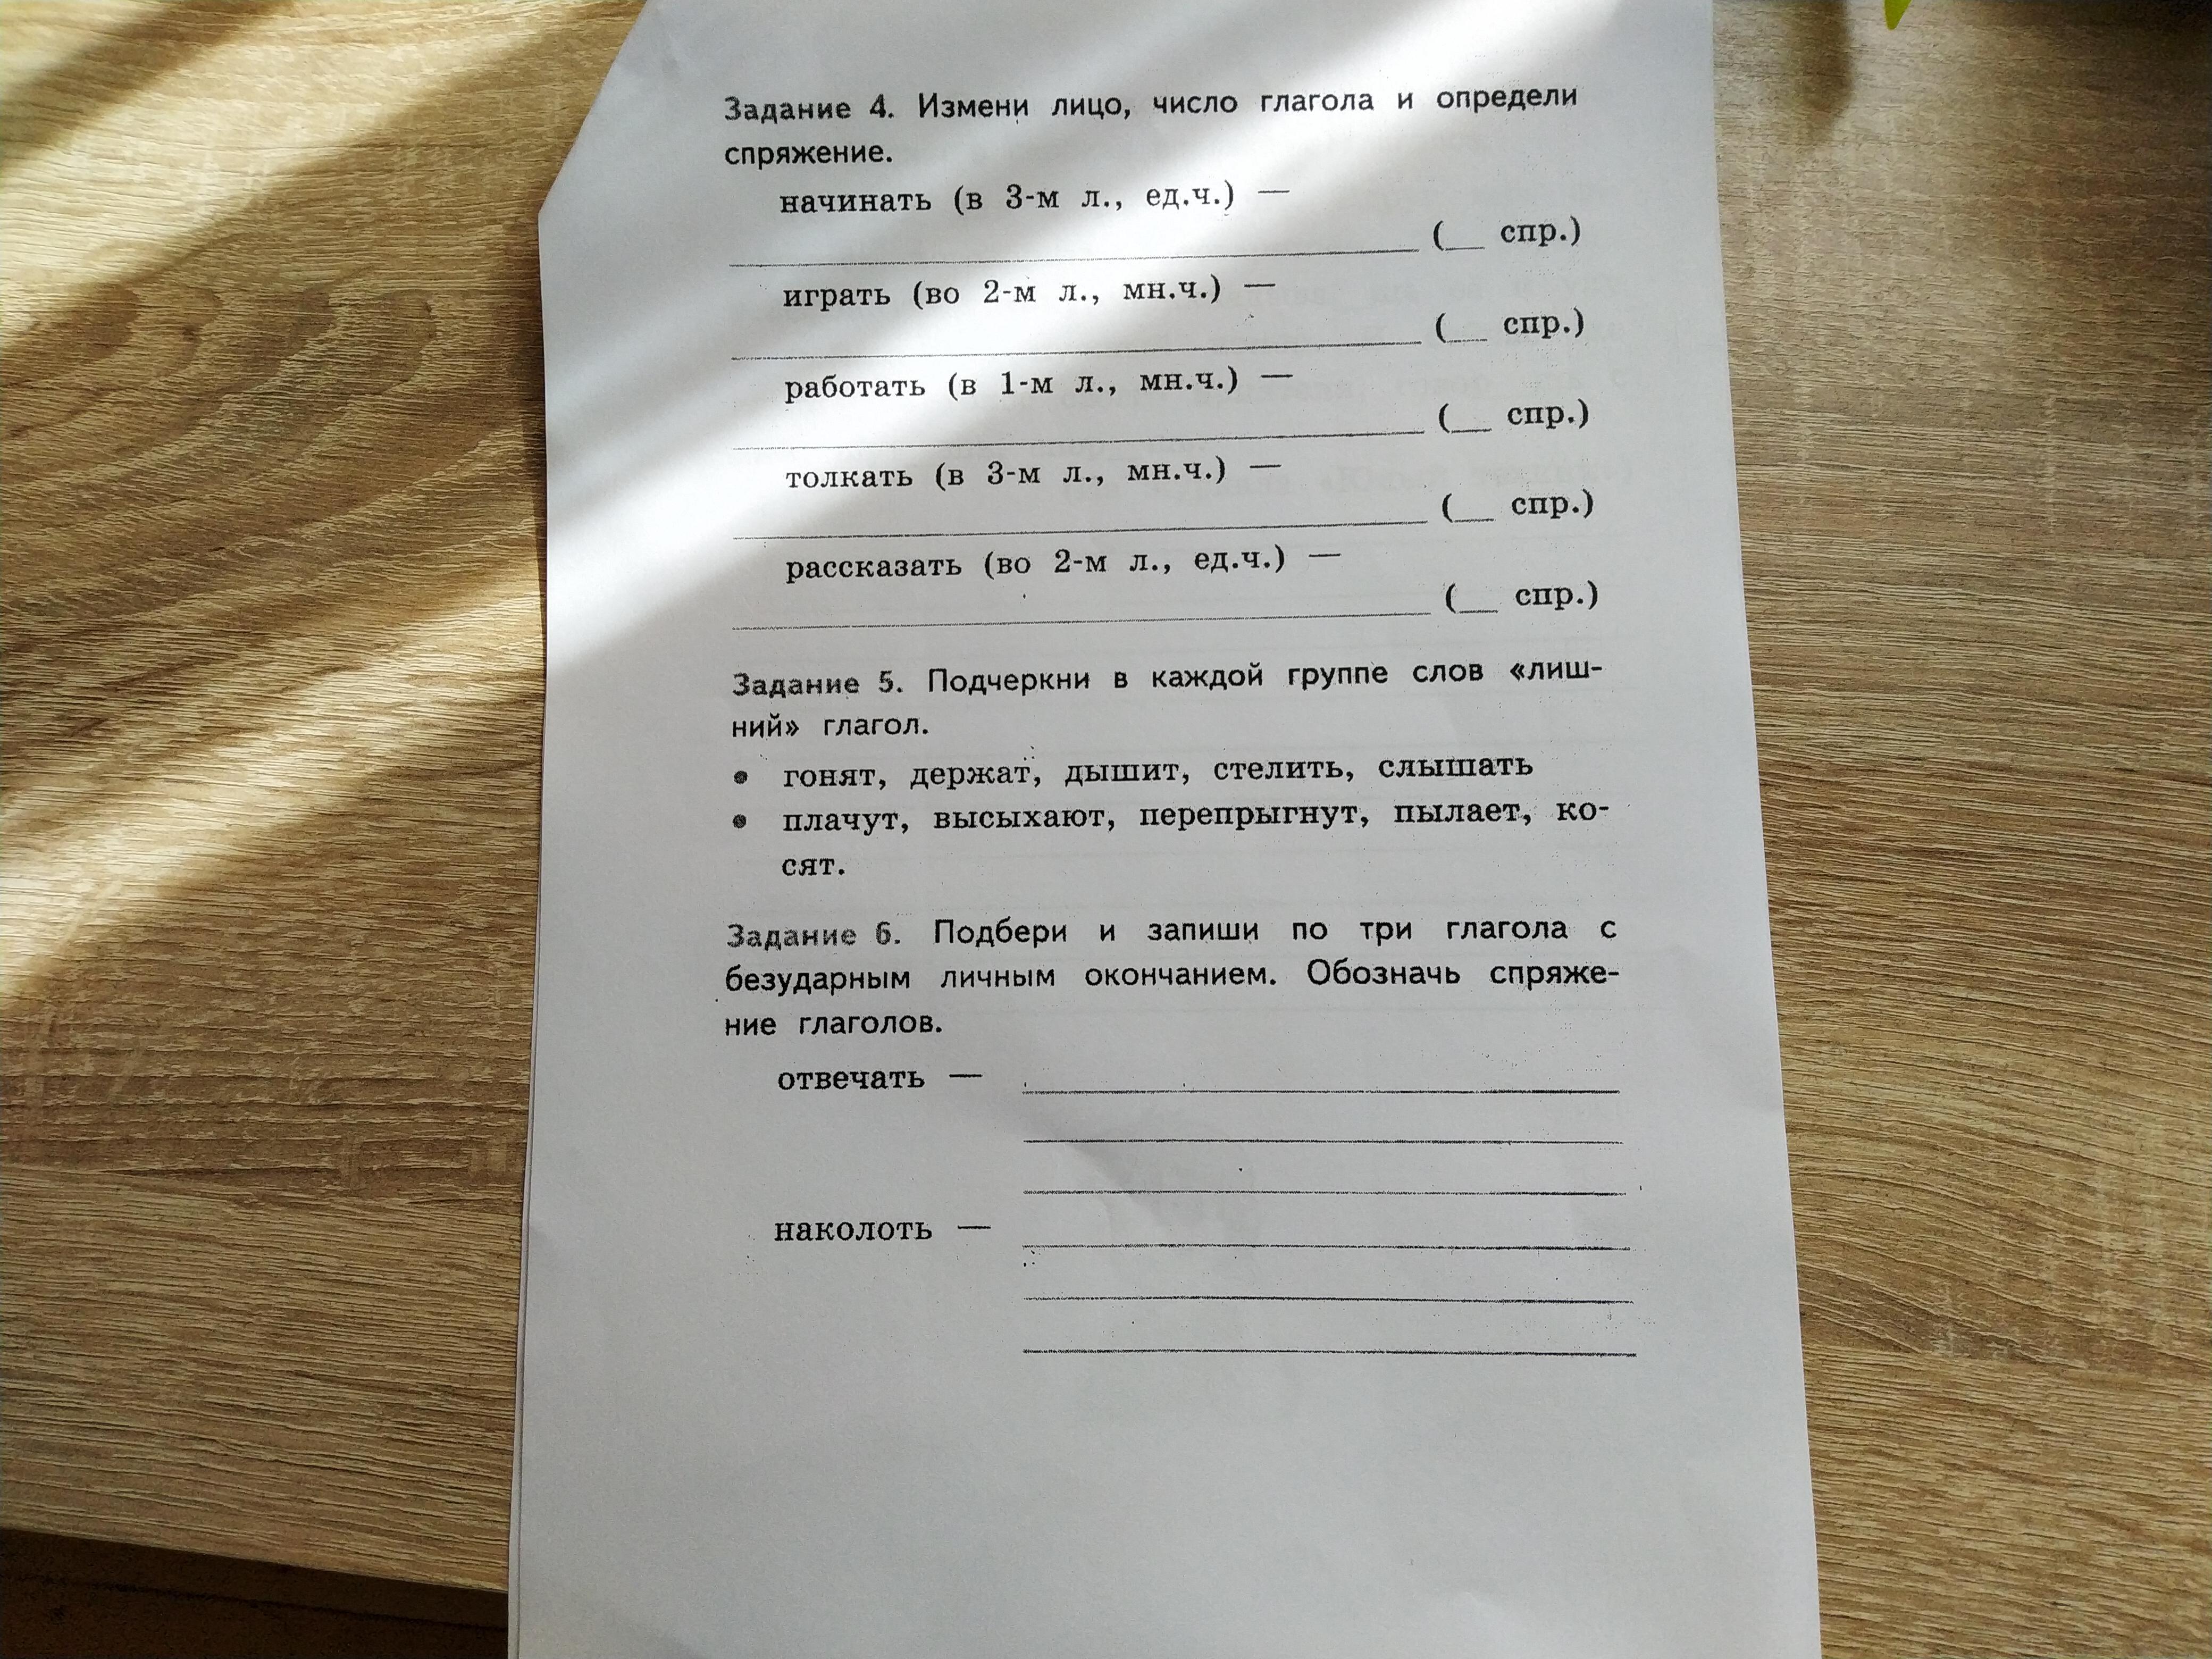 Задание 4. Измени лицо, число глагола и определи
спряжение.
начинать (в 3-м л., ед.ч.) —
(__ спр.)
играть (во 2-м л., мн.ч.) —
(__ спр.)
работать (в 1-м л., мн.ч.) —
(__ спр.)
толкать (в 3-м л., мн.ч.) —
(__ спр.)
рассказать (во 2-м л., ед.ч.) —
(__ спр.)
Задание 5. Подчеркни в каждой группе слов «лиш-
ний» глагол.
• гонят, держат, дышит, стелить, слышать
• плачут, высыхают, перепрыгнут, пылает, ко-
сят.
Задание 6. Подбери и запиши по три глагола с
безударным личным окончанием. Обозначь спряже-
ние глаголов.
отвечать —
наколоть —